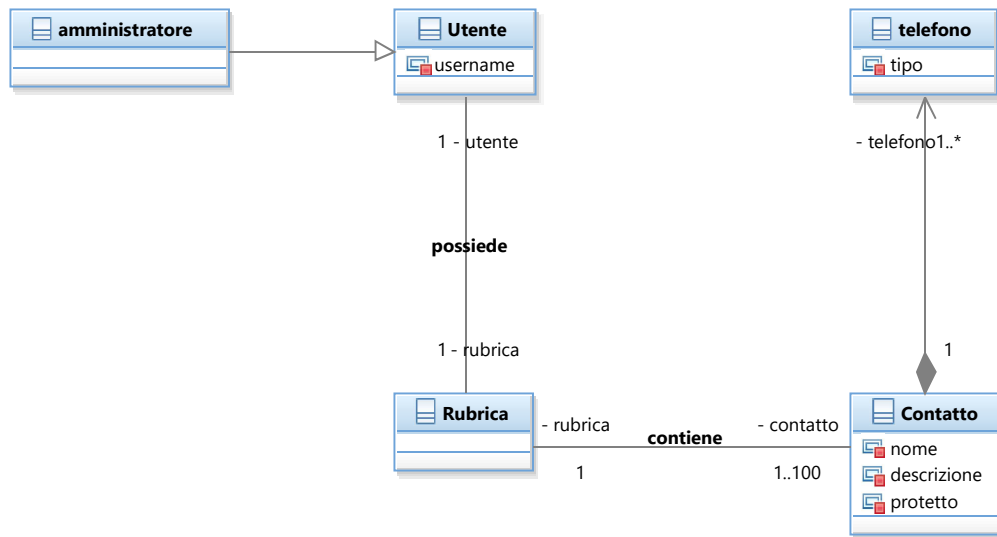 amministratore
Utente
username
telefono
tipo
1 - utente
- telefono1..*
possiede
1 - rubrica
1
Rubrica
- rubrica
contiene
- contatto
1
1..100
Contatto
nome
descrizione
protetto